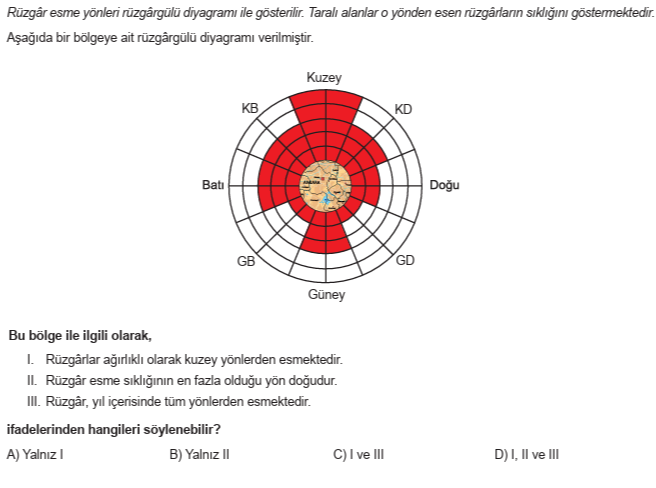 Rüzgâr esme yönleri rüzgârgülü diyagramı ile gösterilir. Taralı alanlar o yönden esen rüzgârların sıklığını göstermektedir.
Aşağıda bir bölgeye ait rüzgârgülü diyagramı verilmiştir.
Kuzey
KB
KD
Batı
Doğu
GB
GD
Güney
Bu bölge ile ilgili olarak,
I. Rüzgârlar ağırlıklı olarak kuzey yönlerden esmektedir.
II. Rüzgâr esme sıklığının en fazla olduğu yön doğudur.
III. Rüzgâr, yıl içerisinde tüm yönlerden esmektedir.
ifadelerinden hangileri söylenebilir?
A) Yalnız I B) Yalnız II C) I ve III D) I, II ve III